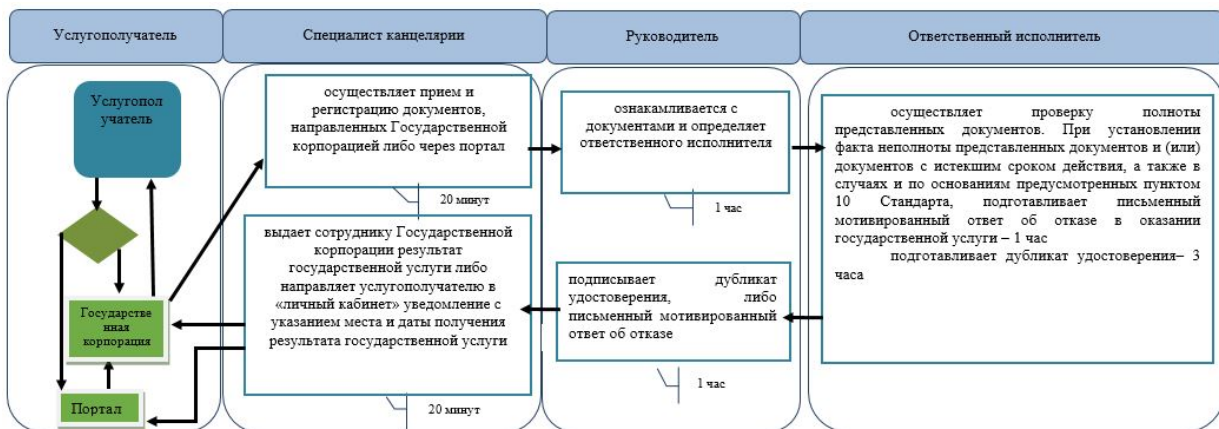 Услугополучатель
Специалист канцелярии
Руководитель
Ответственный исполнитель
Услугопол
учатель
Государстве
нная
корпорация
Портал
осуществляет прием и
регистрацию документов,
направленных Государственной
корпорацией либо через портал
20 минут
выдает сотруднику Государственной
корпорации результат
государственной услуги либо
направляет услугополучателю в
«личный кабинет» уведомление с
указанием места и даты получения
результата государственной услуги
20 минут
ознакамливается с
документами и определяет
ответственного исполнителя
1 час
подписывает дубликат
удостоверения, либо
письменный мотивированный
ответ об отказе
1 час
осуществляет проверку полноты
представленных документов. При установлении
факта неполноты представленных документов и (или)
документов с истекшим сроком действия, а также в
случаях и по основаниям предусмотренных пунктом
10 Стандарта, подготавливает письменный
мотивированный ответ об отказе в оказании
государственной услуги – 1 час
подготавливает дубликат удостоверения– 3
часа